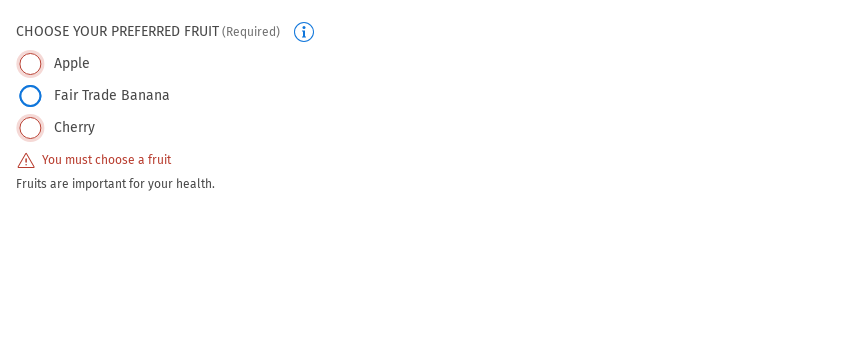 CHOOSE YOUR PREFERRED FRUIT (Required)
Apple
Fair Trade Banana
Cherry
You must choose a fruit
Fruits are important for your health.